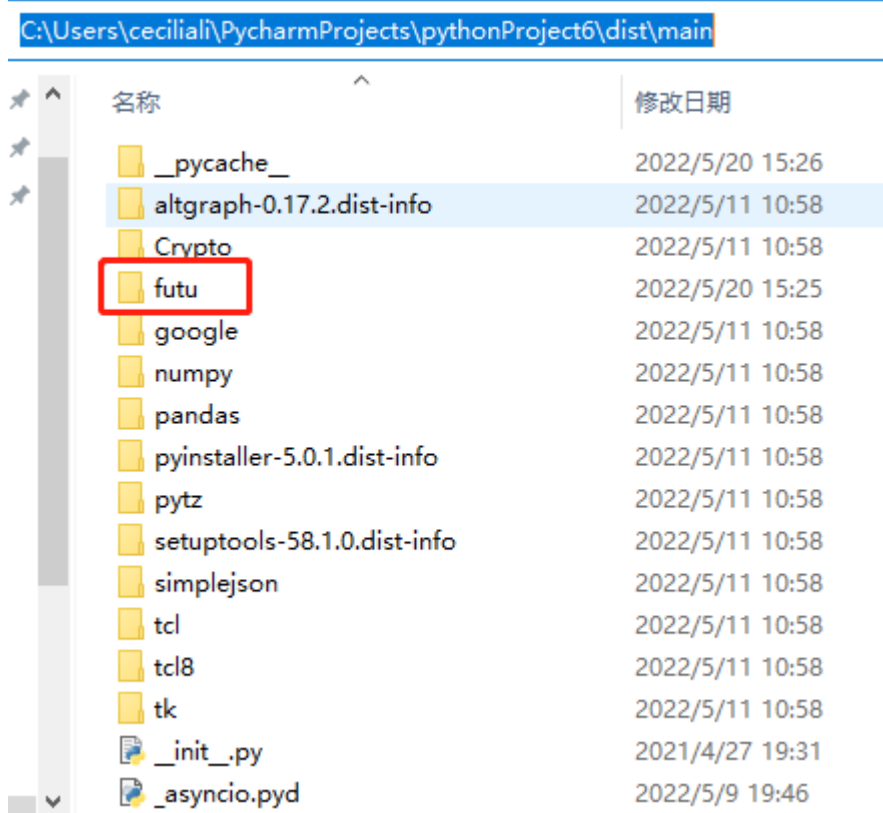 C:\Users\ceciliali\PycharmProjects\pythonProject6\dist\main
名称 修改日期
__pycache__ 2022/5/20 15:26
altgraph-0.17.2.dist-info 2022/5/11 10:58
Crypto 2022/5/11 10:58
futu 2022/5/20 15:25
google 2022/5/11 10:58
numpy 2022/5/11 10:58
pandas 2022/5/11 10:58
pyinstaller-5.0.1.dist-info 2022/5/11 10:58
pytz 2022/5/11 10:58
setuptools-58.1.0.dist-info 2022/5/11 10:58
simplejson 2022/5/11 10:58
tcl 2022/5/11 10:58
tcl8 2022/5/11 10:58
tk 2022/5/11 10:58
__init__.py 2021/4/27 19:31
_asyncio.pyd 2022/5/9 19:46